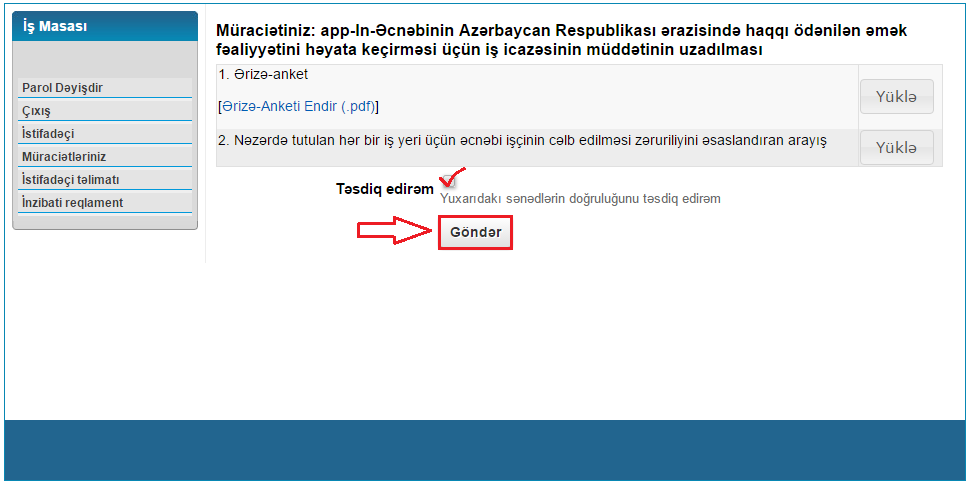 İş Masası
Parol Dəyişdir
Çıxış
İstifadəçi
Müraciətləriniz
İstifadəçi təlimatı
İnzibati reqlament
Müraciətiniz: app-In-Əcnəbinin Azərbaycan Respublikası ərazisində haqqı ödənilən əmək
fəaliyyətini həyata keçirməsi üçün iş icazəsinin müddətinin uzadılması
1. Ərizə-anket
[Ərizə-Anketi Endir (.pdf)]
Yüklə
2. Nəzərdə tutulan hər bir iş yeri üçün əcnəbi işçinin cəlb edilməsi zəruriliyini əsaslandıran arayış
Yüklə
Təsdiq edirəm
Yuxarıdakı sənədlərin doğruluğunu təsdiq edirəm
Göndər